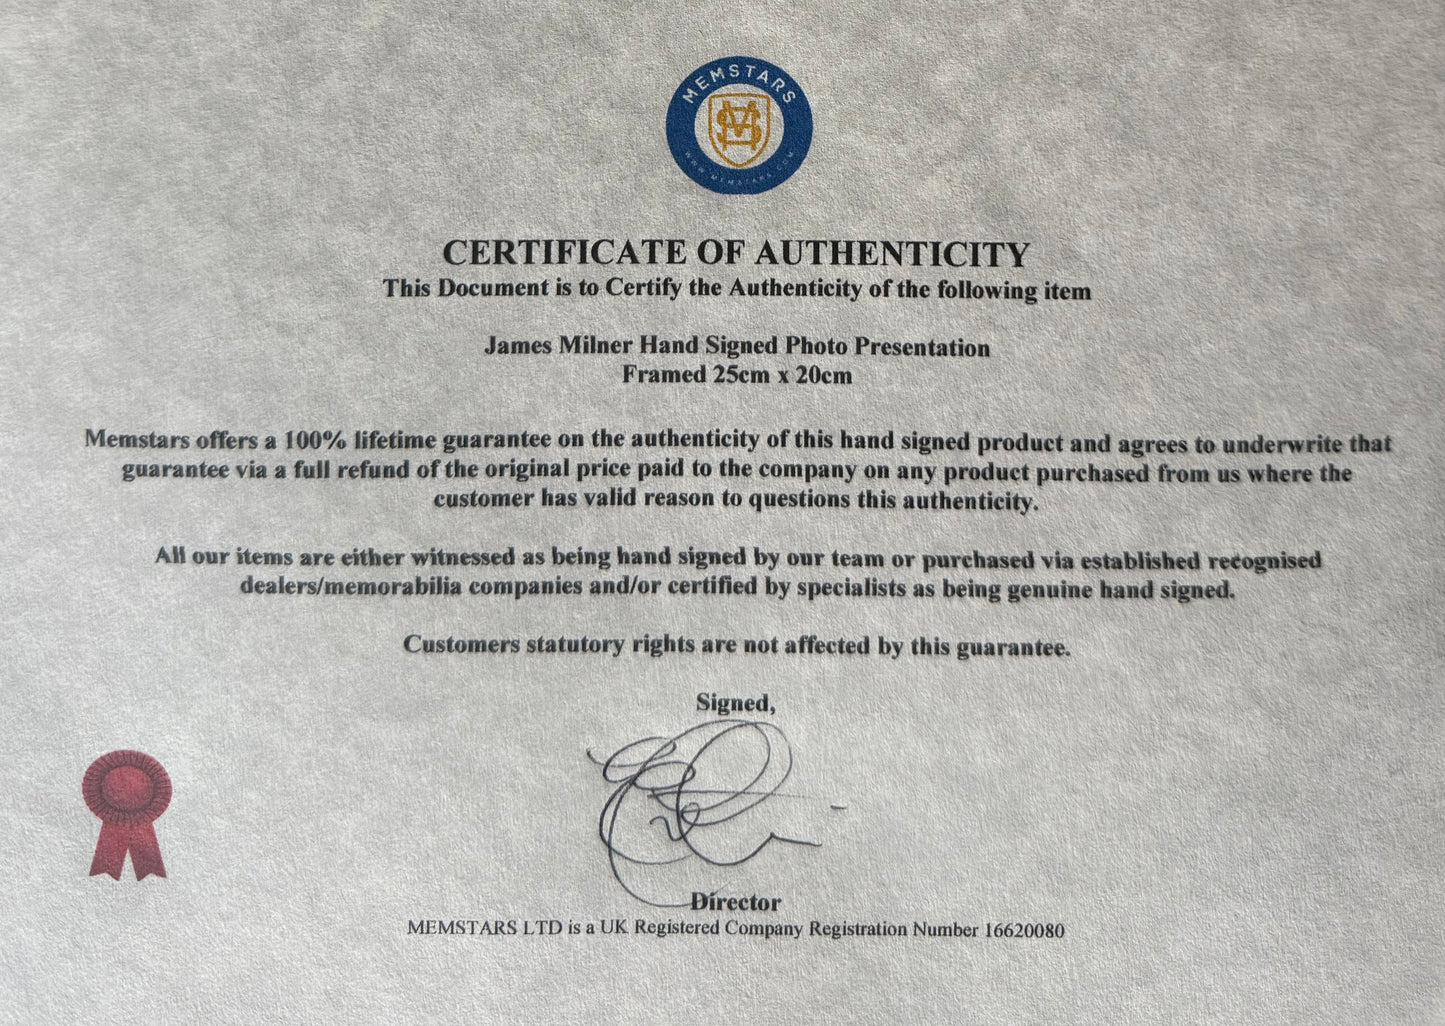 MEMSTARS
MS
WWW.MEMSTARS.COM
CERTIFICATE OF AUTHENTICITY
This Document is to Certify the Authenticity of the following item
James Milner Hand Signed Photo Presentation
Framed 25cm x 20cm
Memstars offers a 100% lifetime guarantee on the authenticity of this hand signed product and agrees to underwrite that
guarantee via a full refund of the original price paid to the company on any product purchased from us where the
customer has valid reason to questions this authenticity.
All our items are either witnessed as being hand signed by our team or purchased via established recognised
dealers/memorabilia companies and/or certified by specialists as being genuine hand signed.
Customers statutory rights are not affected by this guarantee.
Signed,
Director
MEMSTARS LTD is a UK Registered Company Registration Number 16620080